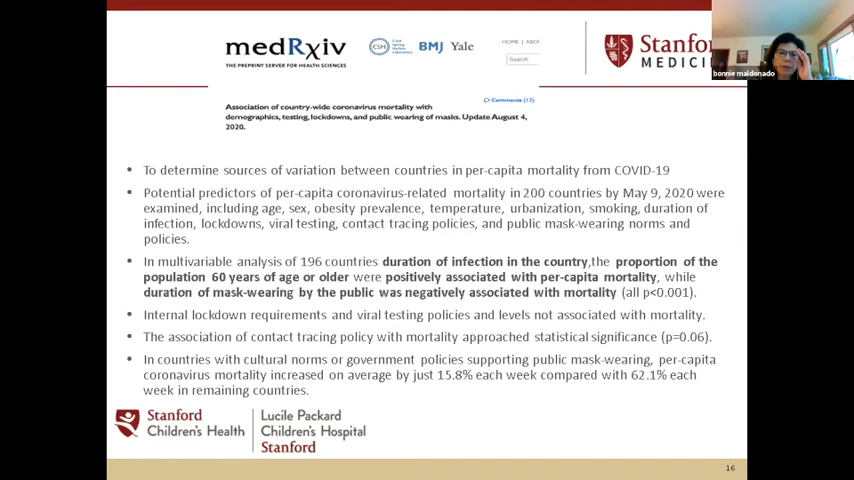 medRxiv
THE PREPRINT SERVER FOR HEALTH SCIENCES
CSH Cold Spring Harbor Laboratory BMJ Yale
HOME | ABO
Search
Stanfor
MEDICIN
bonnie maldonado
Comments (12)
Association of country-wide coronavirus mortality with
demographics, testing, lockdowns, and public wearing of masks. Update August 4,
2020.
• To determine sources of variation between countries in per-capita mortality from COVID-19
• Potential predictors of per-capita coronavirus-related mortality in 200 countries by May 9, 2020 were
examined, including age, sex, obesity prevalence, temperature, urbanization, smoking, duration of
infection, lockdowns, viral testing, contact tracing policies, and public mask-wearing norms and
policies.
• In multivariable analysis of 196 countries duration of infection in the country,the proportion of the
population 60 years of age or older were positively associated with per-capita mortality, while
duration of mask-wearing by the public was negatively associated with mortality (all p<0.001).
• Internal lockdown requirements and viral testing policies and levels not associated with mortality.
• The association of contact tracing policy with mortality approached statistical significance (p=0.06).
• In countries with cultural norms or government policies supporting public mask-wearing, per-capita
coronavirus mortality increased on average by just 15.8% each week compared with 62.1% each
week in remaining countries.
Stanford
Children's Health
Lucile Packard
Children's Hospital
Stanford
16